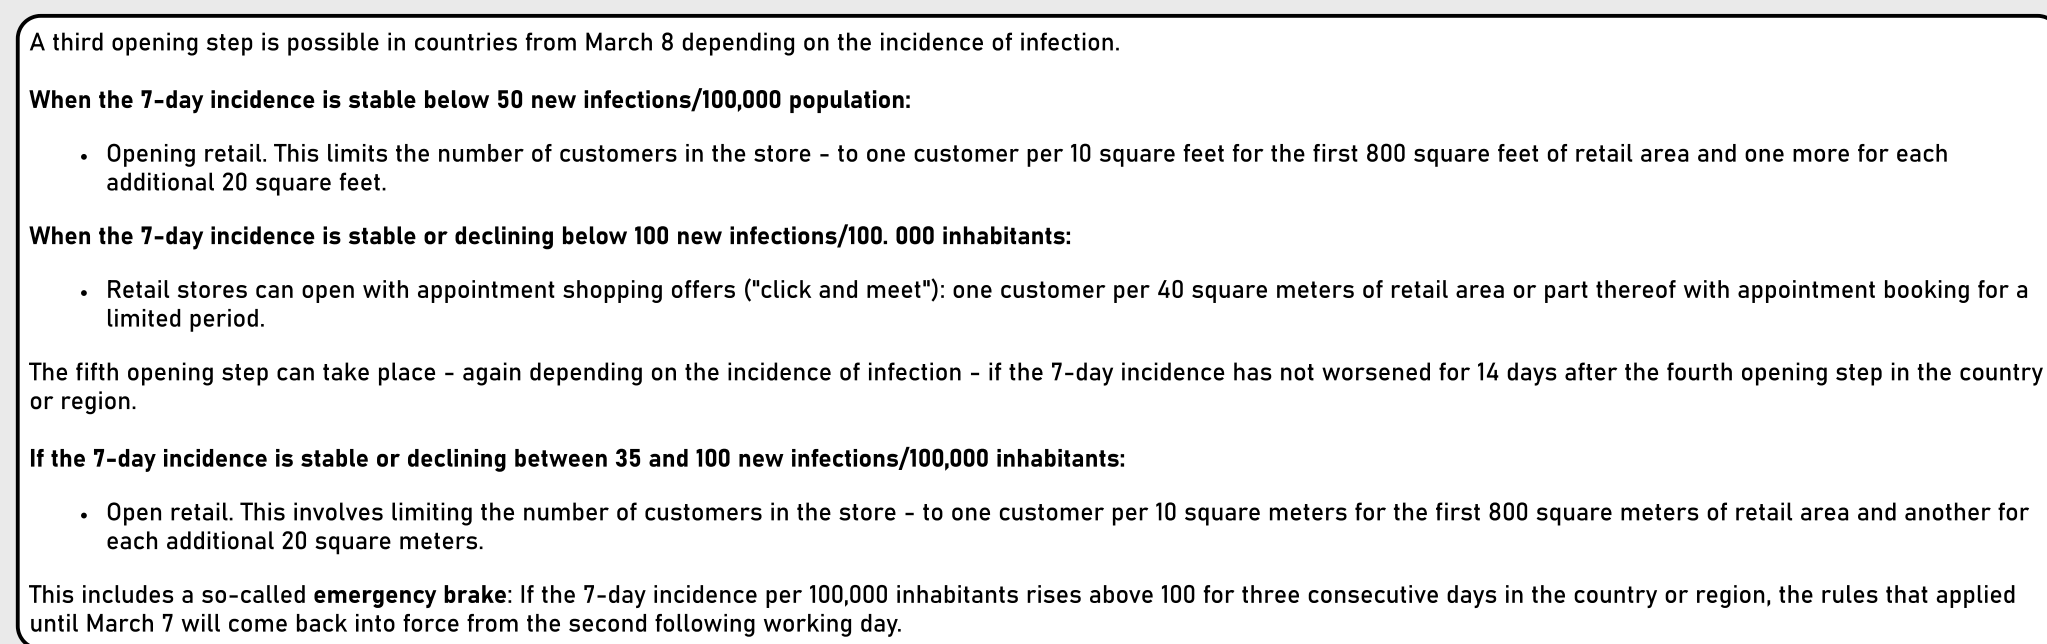 A third opening step is possible in countries from March 8 depending on the incidence of infection.
When the 7-day incidence is stable below 50 new infections/100,000 population:
• Opening retail. This limits the number of customers in the store - to one customer per 10 square feet for the first 800 square feet of retail area and one more for each
additional 20 square feet.
When the 7-day incidence is stable or declining below 100 new infections/100. 000 inhabitants:
• Retail stores can open with appointment shopping offers ("click and meet"): one customer per 40 square meters of retail area or part thereof with appointment booking for a
limited period.
The fifth opening step can take place - again depending on the incidence of infection - if the 7-day incidence has not worsened for 14 days after the fourth opening step in the country
or region.
If the 7-day incidence is stable or declining between 35 and 100 new infections/100,000 inhabitants:
• Open retail. This involves limiting the number of customers in the store - to one customer per 10 square meters for the first 800 square meters of retail area and another for
each additional 20 square meters.
This includes a so-called emergency brake: If the 7-day incidence per 100,000 inhabitants rises above 100 for three consecutive days in the country or region, the rules that applied
until March 7 will come back into force from the second following working day.